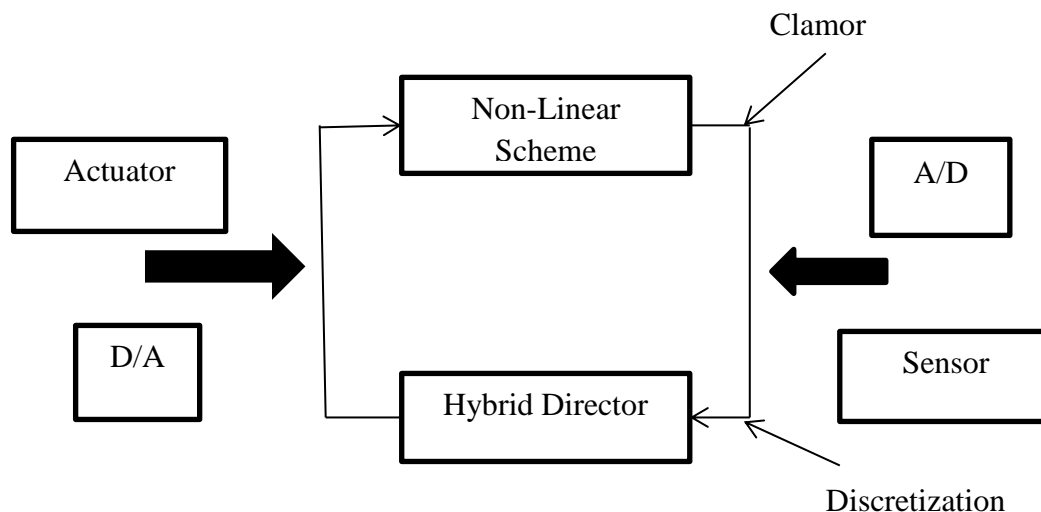 Clamor
Non-Linear
Scheme
Actuator
A/D
D/A
Sensor
Hybrid Director
Discretization